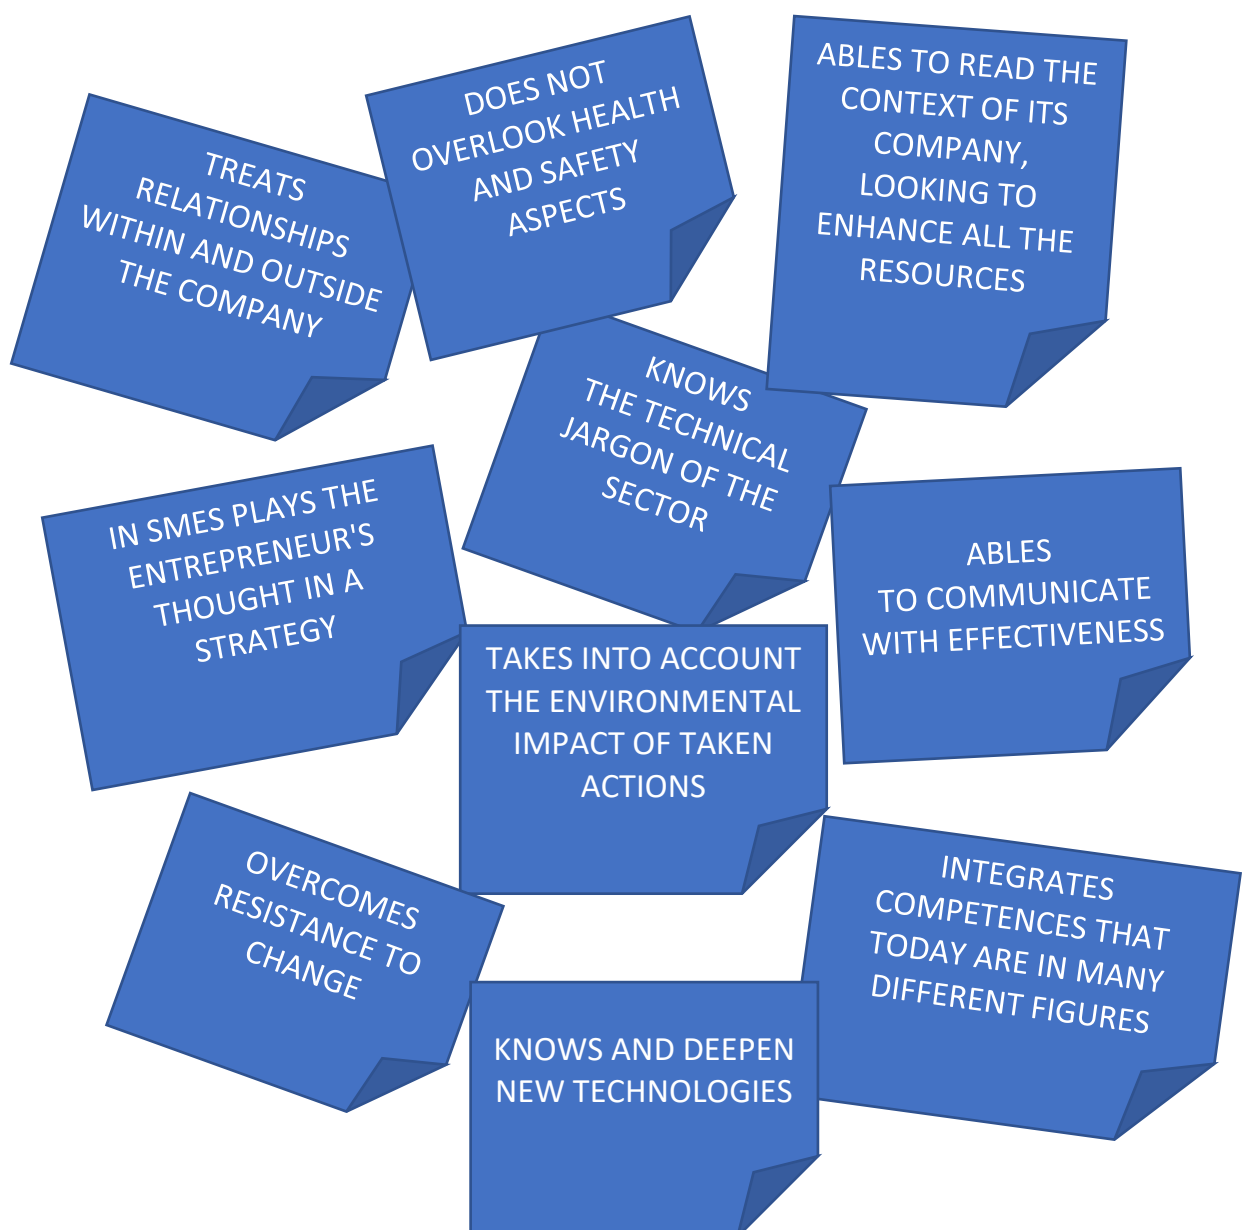 TREATS
RELATIONSHIPS
WITHIN AND OUTSIDE
THE COMPANY
DOES NOT
OVERLOOK HEALTH
AND SAFETY
ASPECTS
ABLES TO READ THE
CONTEXT OF ITS
COMPANY,
LOOKING TO
ENHANCE ALL THE
RESOURCES
KNOWS
THE TECHNICAL
JARGON OF THE
SECTOR
IN SMES PLAYS THE
ENTREPRENEUR'S
THOUGHT IN A
STRATEGY
ABLES
TO COMMUNICATE
WITH EFFECTIVENESS
TAKES INTO ACCOUNT
THE ENVIRONMENTAL
IMPACT OF TAKEN
ACTIONS
OVERCOMES
RESISTANCE TO
CHANGE
INTEGRATES
COMPETENCES THAT
TODAY ARE IN MANY
DIFFERENT FIGURES
KNOWS AND DEEPEN
NEW TECHNOLOGIES